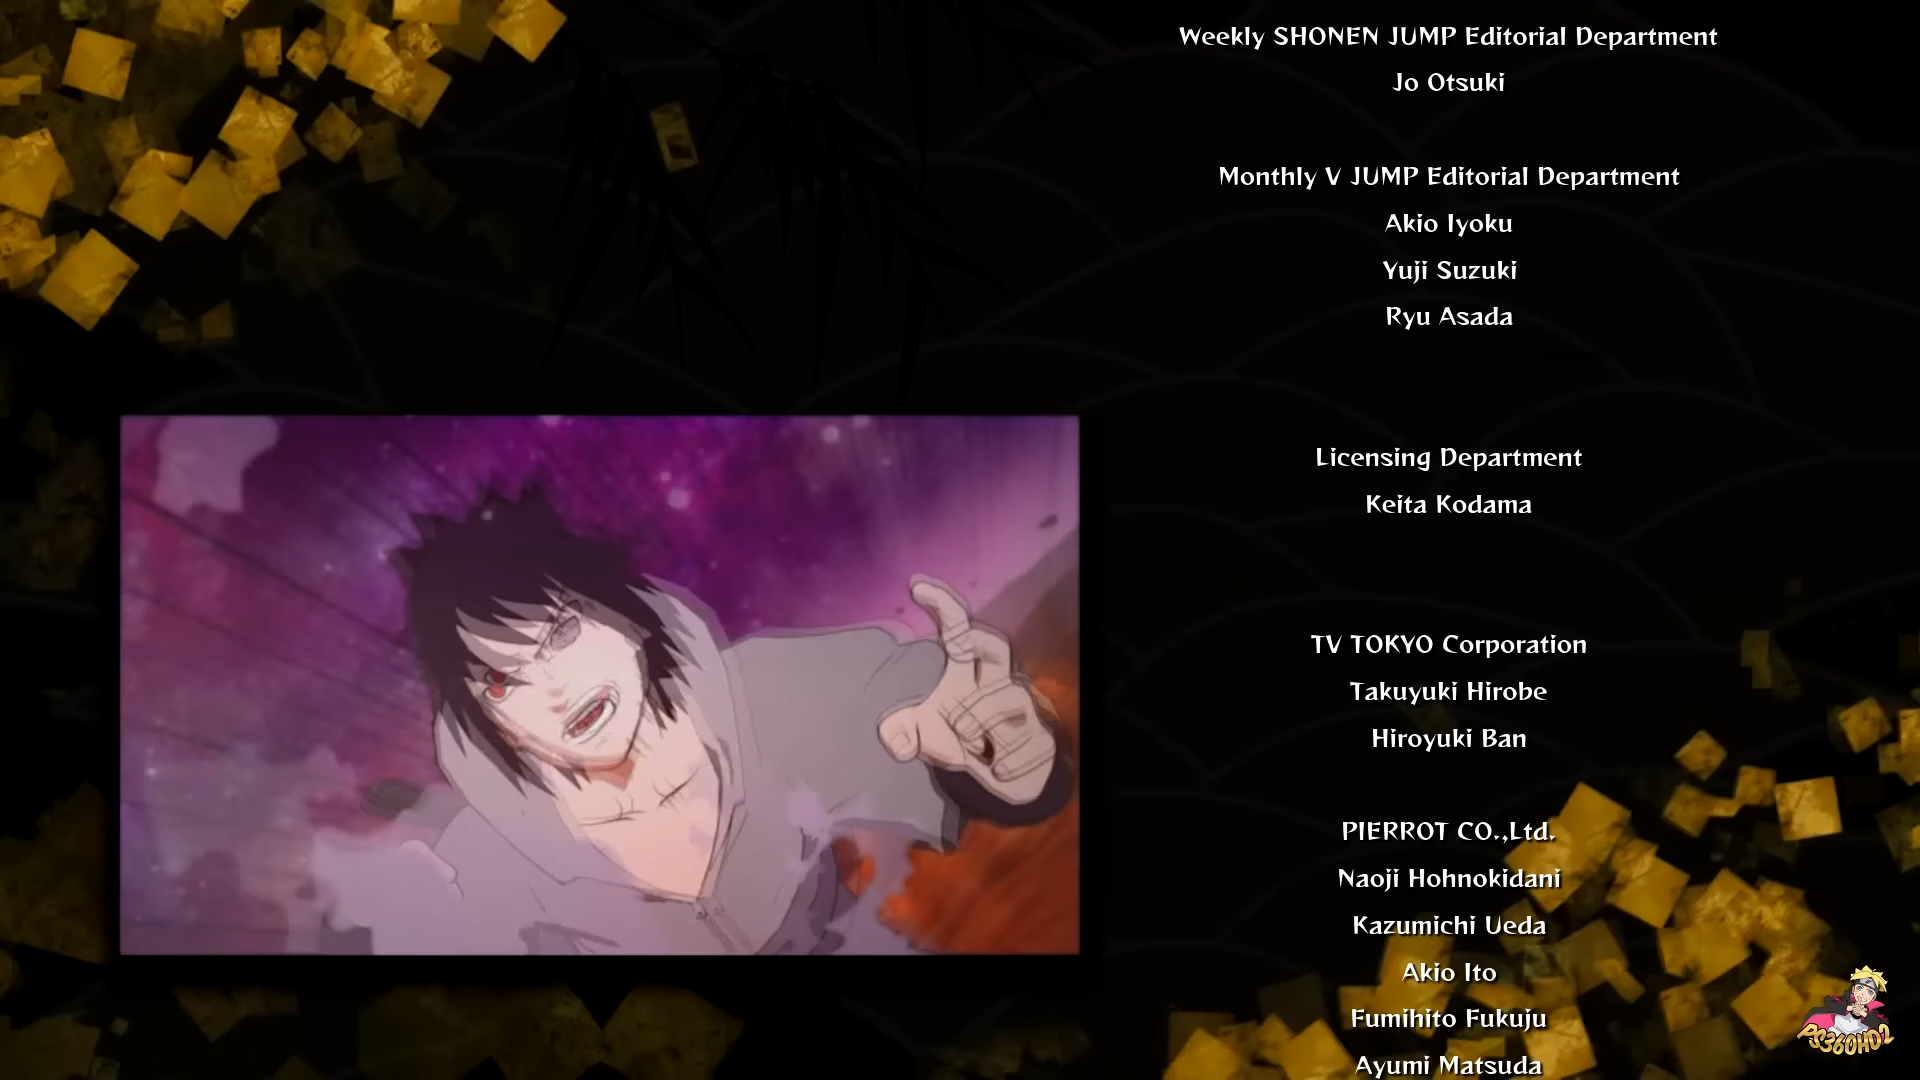 Weekly SHONEN JUMP Editorial Department
Jo Otsuki
Monthly V JUMP Editorial Department
Akio Iyoku
Yuji Suzuki
Ryu Asada
Licensing Department
Keita Kodama
TV TOKYO Corporation
Takuyuki Hirobe
Hiroyuki Ban
PIERROT CO.,Ltd.
Naoji Hohnokidani
Kazumichi Ueda
Akio Ito
Fumihito Fukuju
Ayumi Matsuda
PS360HD2